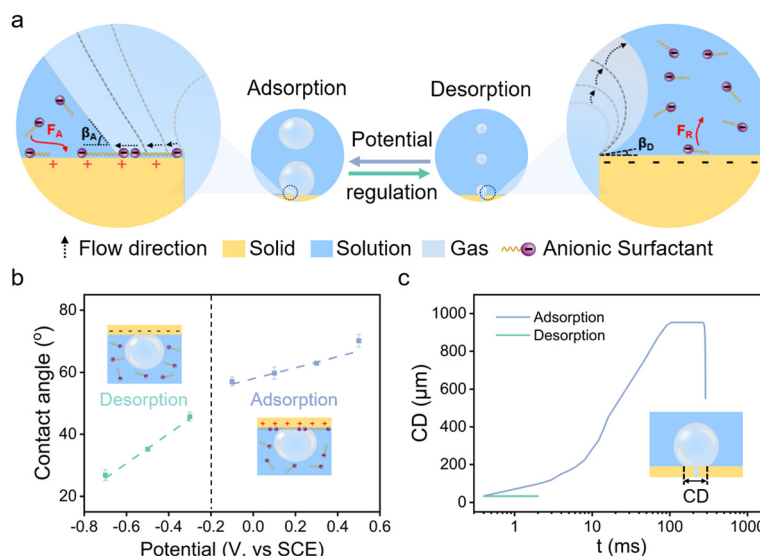 a
Adsorption
Desorption
Potential
regulation
F_A
β_A
F_R
β_D
+ + + +
- - - - - - - -
Flow direction
Solid
Solution
Gas
Anionic Surfactant
b
Contact angle (°)
80
60
40
20
Desorption
Adsorption
-0.8 -0.6 -0.4 -0.2 0.0 0.2 0.4 0.6
Potential (V, vs SCE)
c
CD (μm)
1000
800
600
400
200
0
Adsorption
Desorption
CD
1 10 100 1000
t (ms)